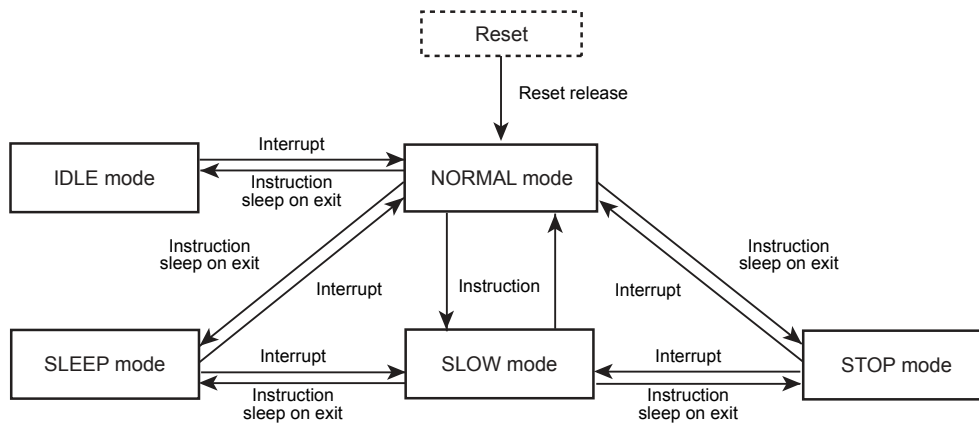 Reset
Reset release
Interrupt
IDLE mode
NORMAL mode
Instruction
sleep on exit
Instruction
sleep on exit
Instruction
sleep on exit
Interrupt
Instruction
Interrupt
SLEEP mode
Interrupt
SLOW mode
Interrupt
STOP mode
Instruction
sleep on exit
Instruction
sleep on exit